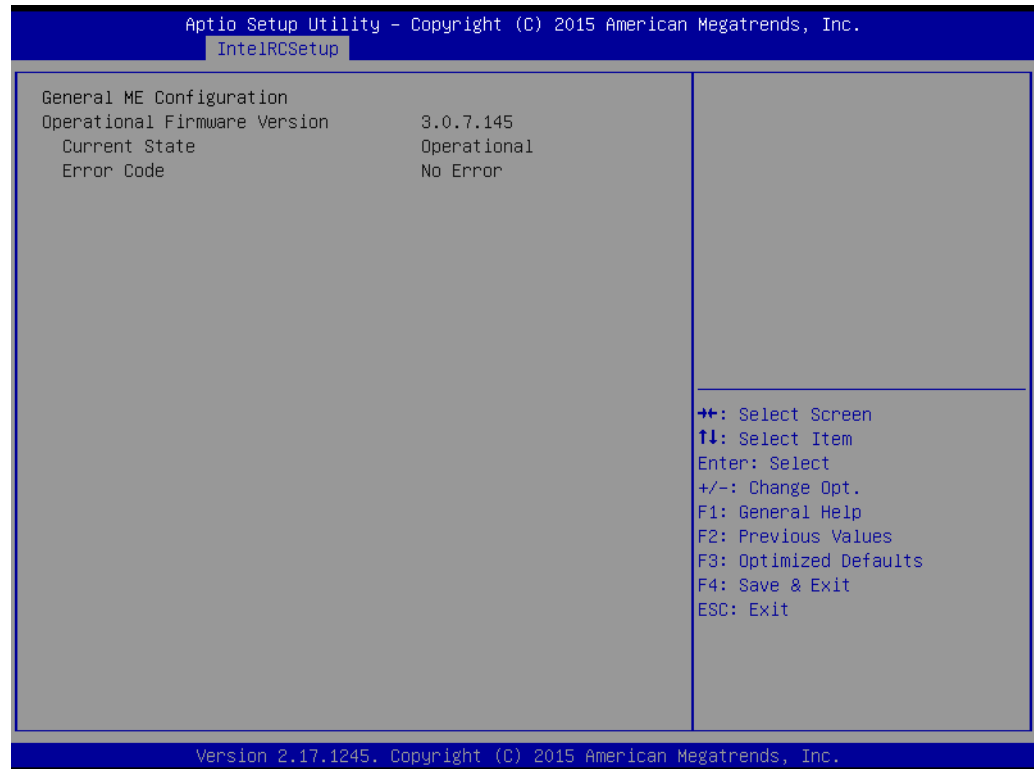 Aptio Setup Utility – Copyright (C) 2015 American Megatrends, Inc.
IntelRCSetup
General ME Configuration
Operational Firmware Version 3.0.7.145
Current State Operational
Error Code No Error
→←: Select Screen
↑↓: Select Item
Enter: Select
+/-: Change Opt.
F1: General Help
F2: Previous Values
F3: Optimized Defaults
F4: Save & Exit
ESC: Exit
Version 2.17.1245. Copyright (C) 2015 American Megatrends, Inc.